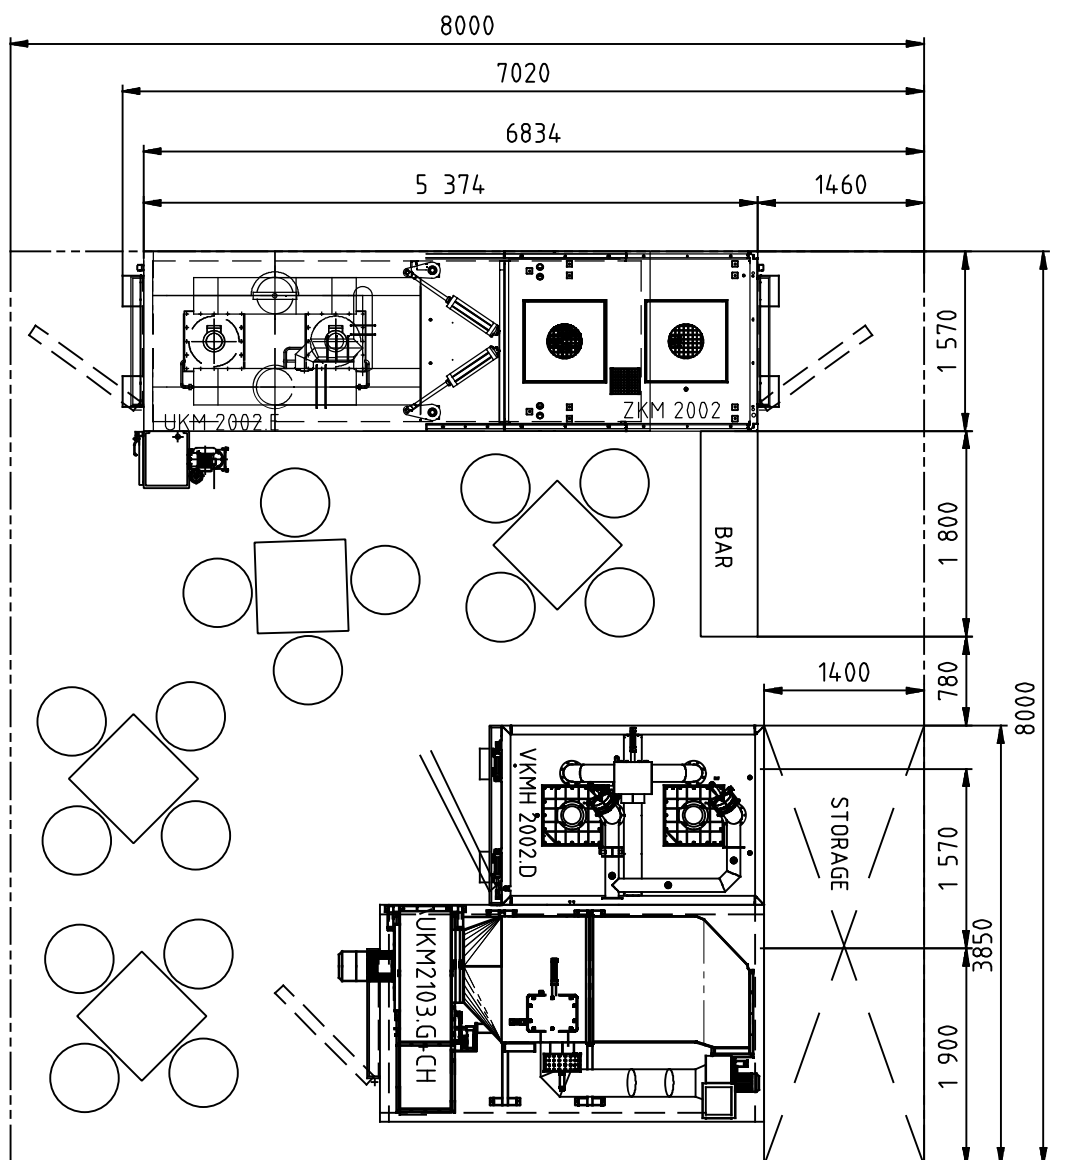 8000
7020
6834
5 374
1460
1 570
UKM 2002.F
ZKM 2002
BAR
1 800
1400
780
8000
VKMH 2002.D
STORAGE
1 570
3850
UKM2103.G+CH
1 900